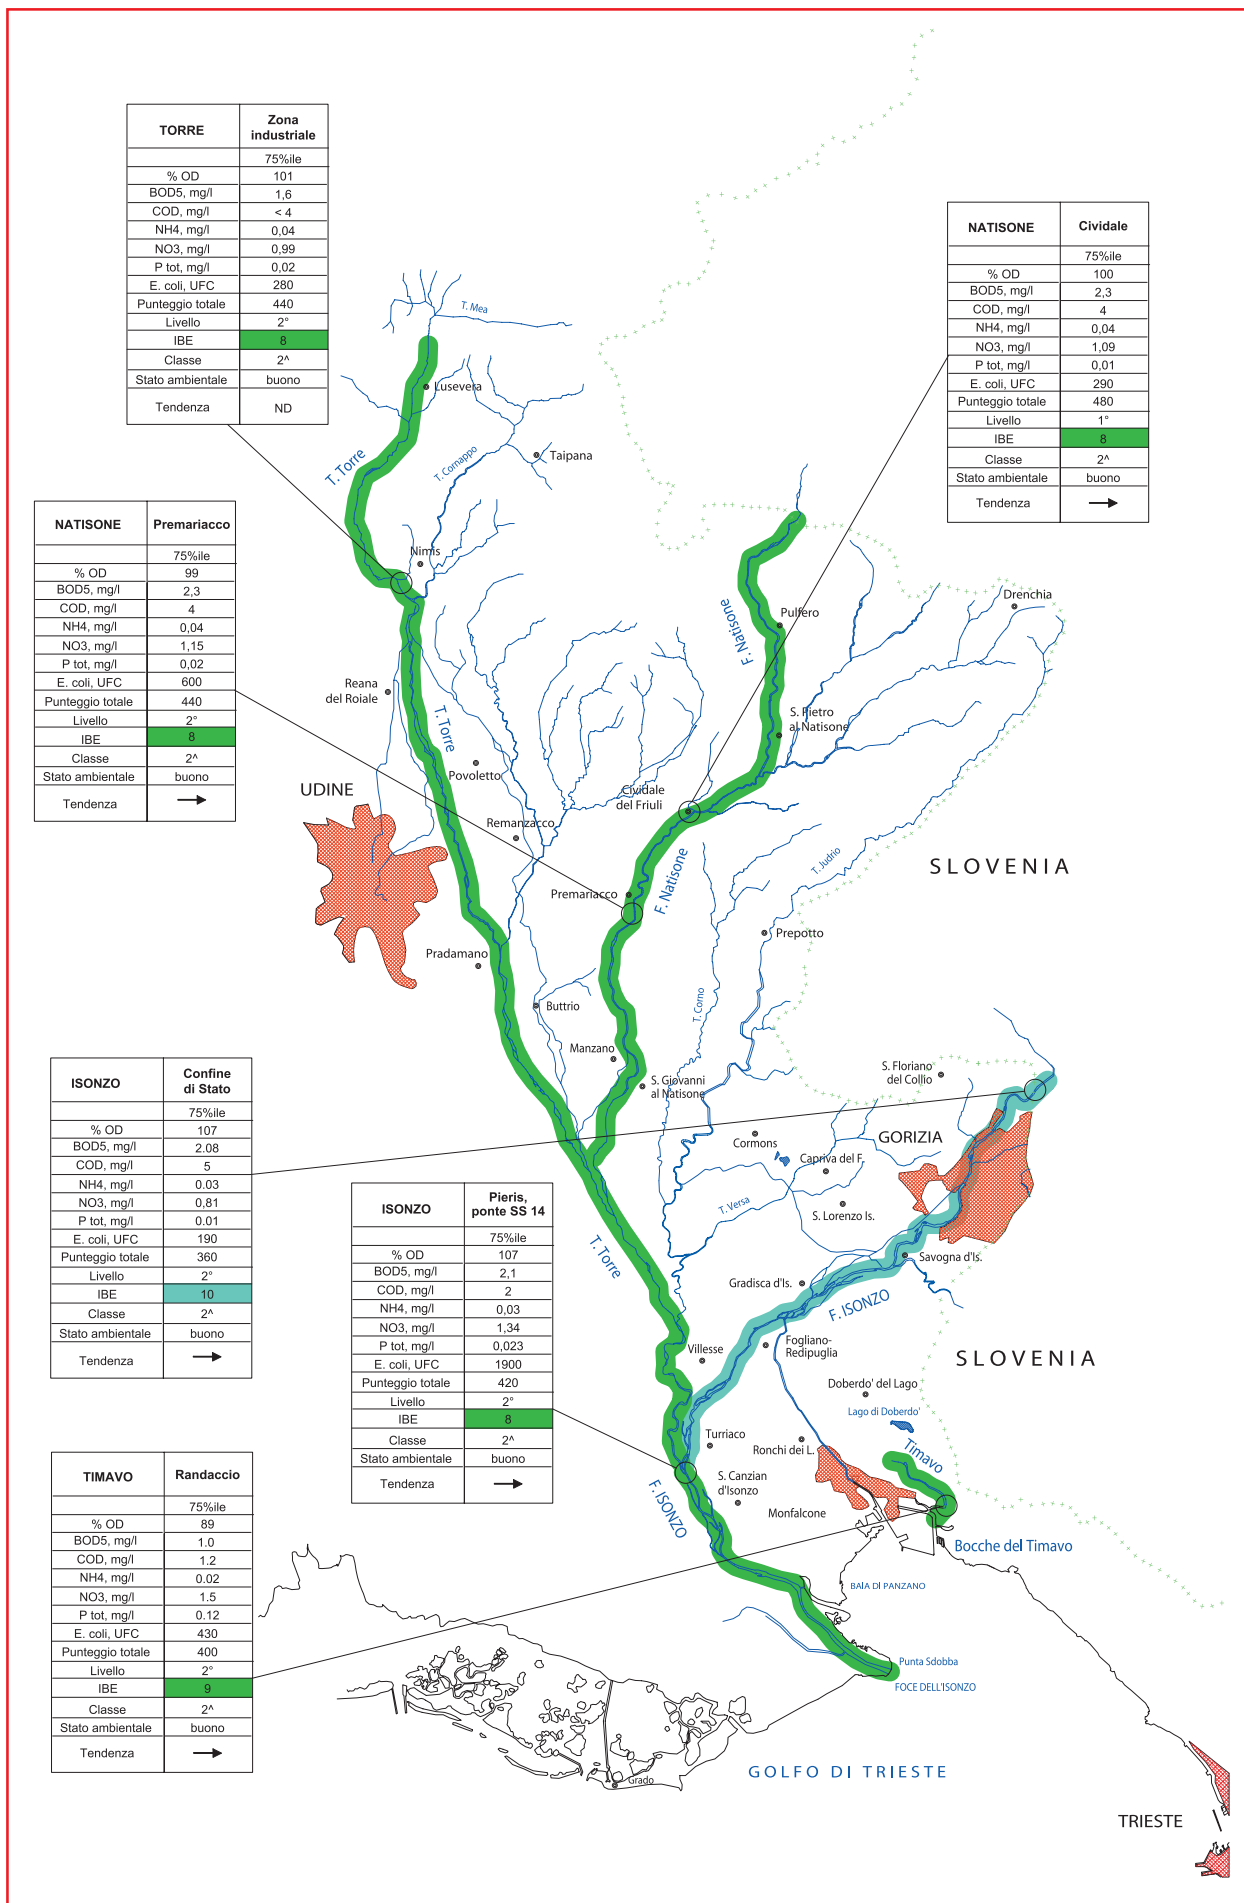 TORRE
Zona
industriale
75%ile
% OD 101
BOD5, mg/l 1,6
COD, mg/l < 4
NH4, mg/l 0,04
NO3, mg/l 0,99
P tot, mg/l 0,02
E. coli, UFC 280
Punteggio totale 440
Livello 2°
IBE 8
Classe 2^
Stato ambientale buono
Tendenza ND
NATISONE Cividale
75%ile
% OD 100
BOD5, mg/l 2,3
COD, mg/l 4
NH4, mg/l 0,04
NO3, mg/l 1,09
P tot, mg/l 0,01
E. coli, UFC 290
Punteggio totale 480
Livello 1°
IBE 8
Classe 2^
Stato ambientale buono
Tendenza →
NATISONE Premariacco
75%ile
% OD 99
BOD5, mg/l 2,3
COD, mg/l 4
NH4, mg/l 0,04
NO3, mg/l 1,15
P tot, mg/l 0,02
E. coli, UFC 600
Punteggio totale 440
Livello 2°
IBE 8
Classe 2^
Stato ambientale buono
Tendenza →
ISONZO
Confine
di Stato
75%ile
% OD 107
BOD5, mg/l 2.08
COD, mg/l 5
NH4, mg/l 0.03
NO3, mg/l 0,81
P tot, mg/l 0.01
E. coli, UFC 190
Punteggio totale 360
Livello 2°
IBE 10
Classe 2^
Stato ambientale buono
Tendenza →
ISONZO
Pieris,
ponte SS 14
75%ile
% OD 107
BOD5, mg/l 2,1
COD, mg/l 2
NH4, mg/l 0,03
NO3, mg/l 1,34
P tot, mg/l 0,023
E. coli, UFC 1900
Punteggio totale 420
Livello 2°
IBE 8
Classe 2^
Stato ambientale buono
Tendenza →
TIMAVO Randaccio
75%ile
% OD 89
BOD5, mg/l 1.0
COD, mg/l 1.2
NH4, mg/l 0.02
NO3, mg/l 1.5
P tot, mg/l 0.12
E. coli, UFC 430
Punteggio totale 400
Livello 2°
IBE 9
Classe 2^
Stato ambientale buono
Tendenza →
T. Mea
Lusevera
T. Torre
T. Cornappo
Taipana
Nimis
Drenchia
F. Natisone
Pulfero
Reana
del Roiale
T. Torre
S. Pietro
al Natisone
Povoletto
UDINE
Cividale
del Friuli
Remanzacco
T. Judrio
SLOVENIA
Premariacco
F. Natisone
Prepotto
Pradamano
Buttrio
T. Corno
Manzano
S. Giovanni
al Natisone
S. Floriano
del Collio
Cormons
GORIZIA
Capriva del F.
T. Versa
S. Lorenzo Is.
T. Torre
Savogna d'Is.
Gradisca d'Is.
F. ISONZO
Villesse
Fogliano-
Redipuglia
SLOVENIA
Doberdo' del Lago
Lago di Doberdo'
Turriaco
Ronchi dei L.
Timavo
F. ISONZO
S. Canzian
d'Isonzo
Monfalcone
Bocche del Timavo
BAIA DI PANZANO
Punta Sdobba
FOCE DELL'ISONZO
Grado
GOLFO DI TRIESTE
TRIESTE